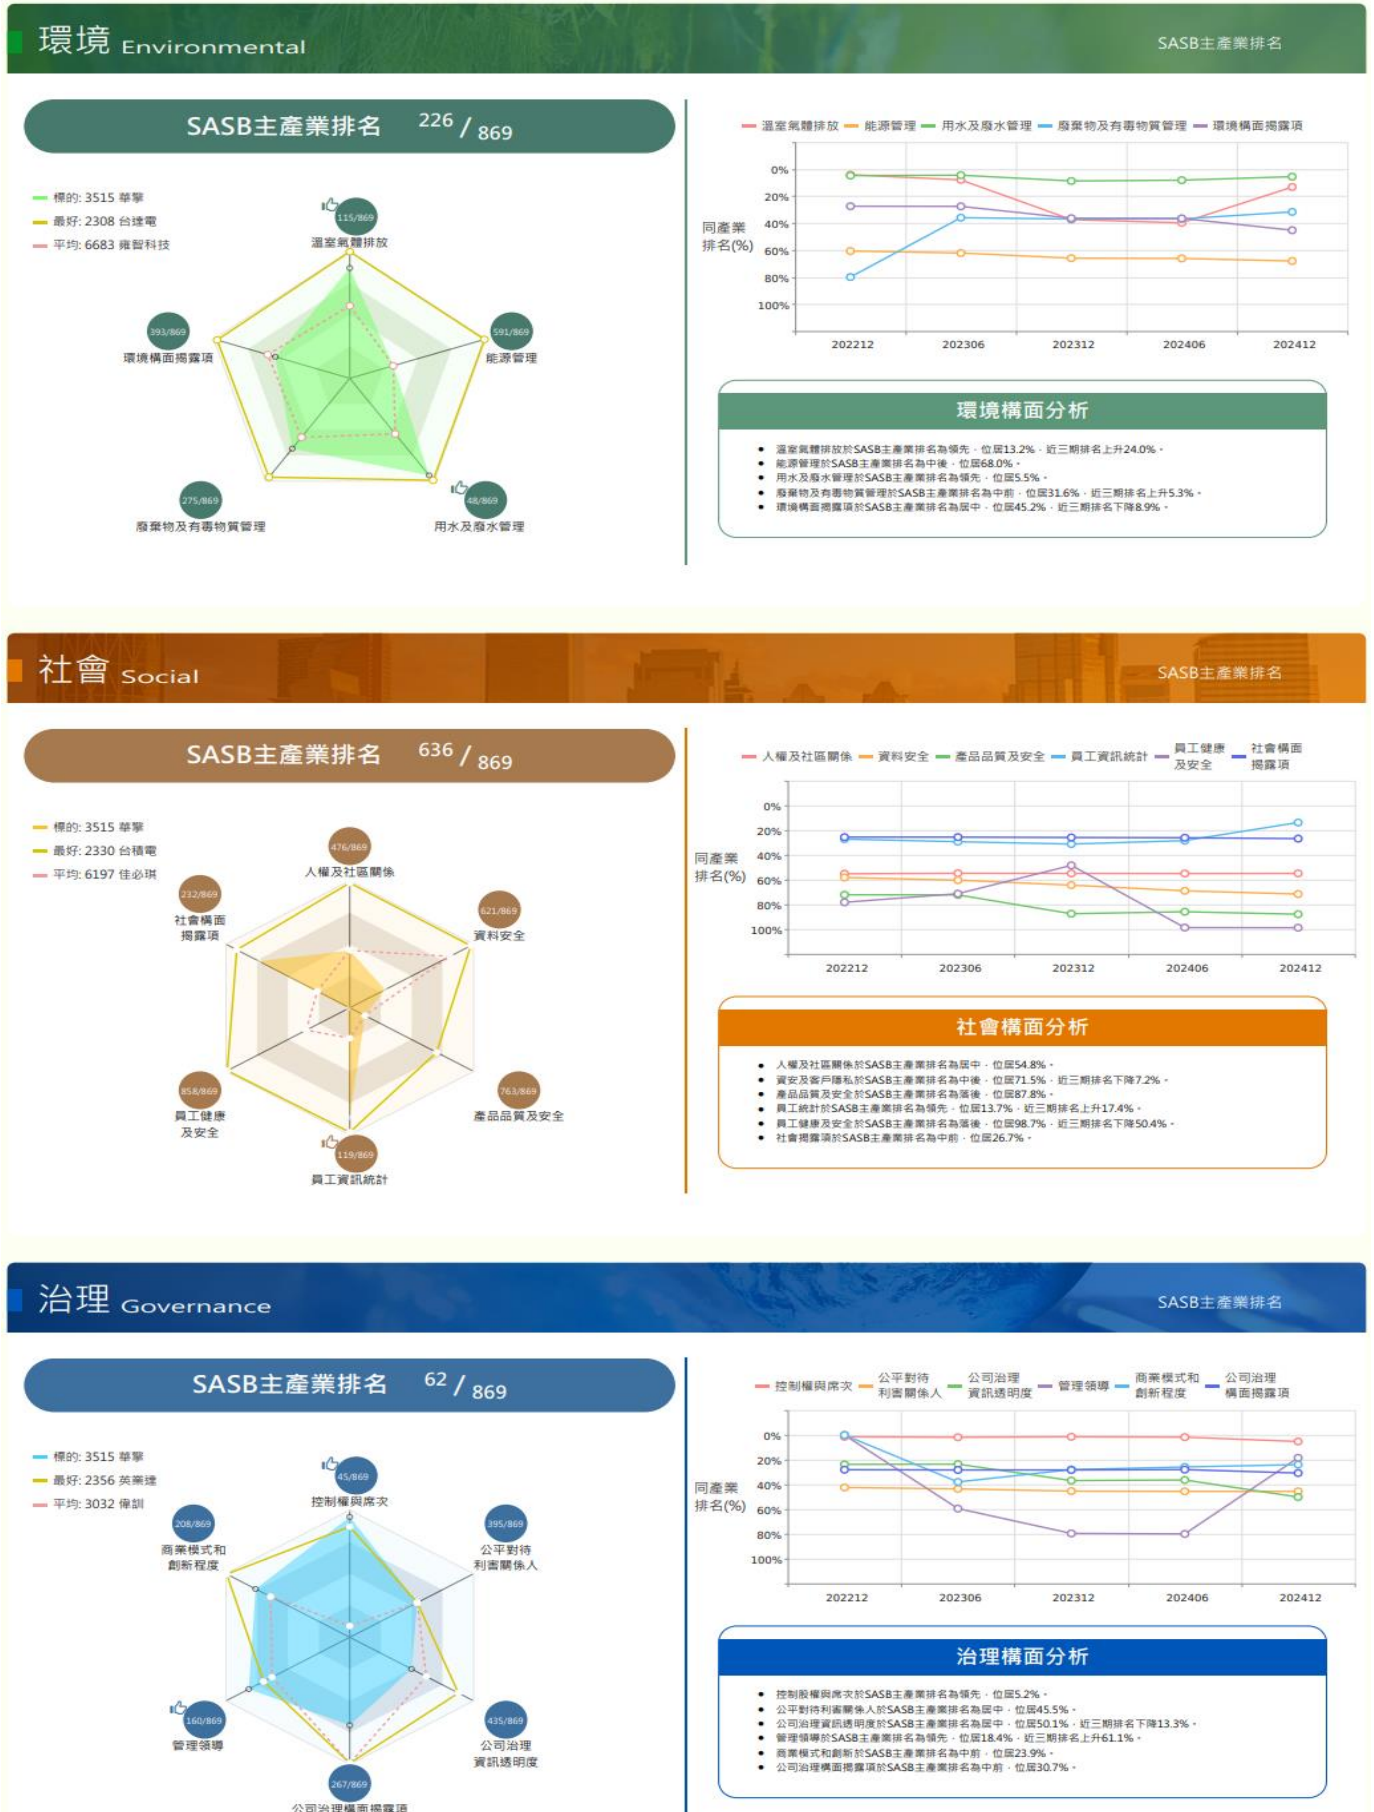 環境 Environmental
SASB主產業排名
SASB主產業排名 226 / 869
標的: 3515 華擎
最好: 2308 台達電
平均: 6683 雍智科技
115/869
溫室氣體排放
393/869
環境構面揭露項
591/869
能源管理
275/869
廢棄物及有毒物質管理
48/869
用水及廢水管理
溫室氣體排放 能源管理 用水及廢水管理 廢棄物及有毒物質管理 環境構面揭露項
同產業
排名(%)
0%
20%
40%
60%
80%
100%
202212 202306 202312 202406 202412
環境構面分析
• 溫室氣體排放於SASB主產業排名為領先，位居13.2%，近三期排名上升24.0%。
• 能源管理於SASB主產業排名為中後，位居68.0%。
• 用水及廢水管理於SASB主產業排名為領先，位居5.5%。
• 廢棄物及有毒物質管理於SASB主產業排名為中前，位居31.6%，近三期排名上升5.3%。
• 環境構面揭露項於SASB主產業排名為居中，位居45.2%，近三期排名下降8.9%。
社會 Social
SASB主產業排名
SASB主產業排名 636 / 869
標的: 3515 華擎
最好: 2330 台積電
平均: 6197 佳必琪
476/869
人權及社區關係
232/869
社會構面
揭露項
621/869
資料安全
858/869
員工健康
及安全
763/869
產品品質及安全
119/869
員工資訊統計
人權及社區關係 資料安全 產品品質及安全 員工資訊統計 員工健康及安全 社會構面揭露項
同產業
排名(%)
0%
20%
40%
60%
80%
100%
202212 202306 202312 202406 202412
社會構面分析
• 人權及社區關係於SASB主產業排名為居中，位居54.8%。
• 資安及客戶隱私於SASB主產業排名為中後，位居71.5%，近三期排名下降7.2%。
• 產品品質及安全於SASB主產業排名為落後，位居87.8%。
• 員工統計於SASB主產業排名為領先，位居13.7%，近三期排名上升17.4%。
• 員工健康及安全於SASB主產業排名為落後，位居98.7%，近三期排名下降50.4%。
• 社會揭露項於SASB主產業排名為中前，位居26.7%。
治理 Governance
SASB主產業排名
SASB主產業排名 62 / 869
標的: 3515 華擎
最好: 2356 英業達
平均: 3032 偉訓
45/869
控制權與席次
208/869
商業模式和
創新程度
395/869
公平對待
利害關係人
160/869
管理領導
435/869
公司治理
資訊透明度
267/869
公司治理構面揭露項
控制權與席次 公平對待利害關係人 公司治理資訊透明度 管理領導 商業模式和創新程度 公司治理構面揭露項
同產業
排名(%)
0%
20%
40%
60%
80%
100%
202212 202306 202312 202406 202412
治理構面分析
• 控制股權與席次於SASB主產業排名為領先，位居5.2%。
• 公平對待利害關係人於SASB主產業排名為居中，位居45.5%。
• 公司治理資訊透明度於SASB主產業排名為居中，位居50.1%，近三期排名下降13.3%。
• 管理領導於SASB主產業排名為領先，位居18.4%，近三期排名上升61.1%。
• 商業模式和創新於SASB主產業排名為中前，位居23.9%。
• 公司治理構面揭露項於SASB主產業排名為中前，位居30.7%。